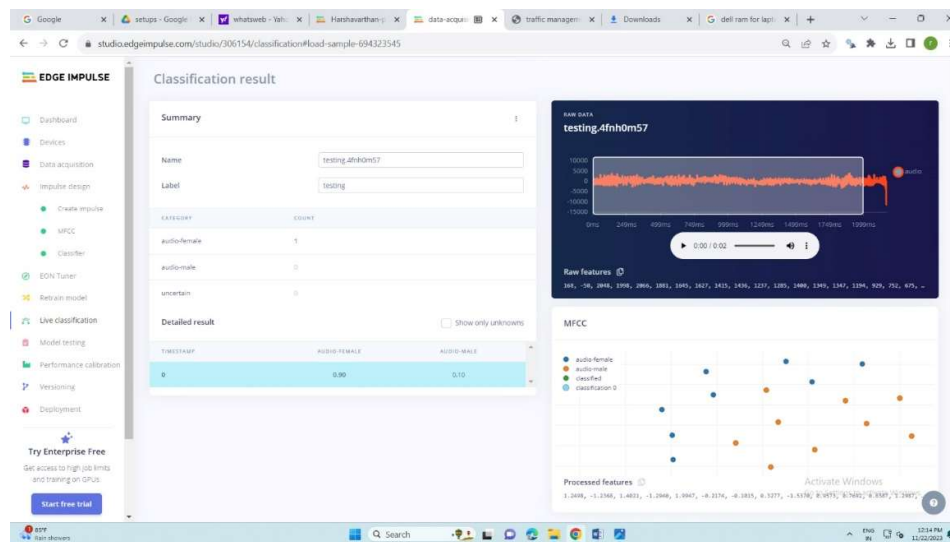 Google
setups - Google
whatsweb - Yah
Harshavarthan-p
data-acquis
traffic managem
Downloads
dell ram for lapt
studio.edgeimpulse.com/studio/306154/classification#load-sample-694323545
EDGE IMPULSE
Dashboard
Devices
Data acquisition
Impulse design
Create impulse
MFCC
Classifier
EON Tuner
Retrain model
Live classification
Model testing
Performance calibration
Versioning
Deployment
Try Enterprise Free
Get access to high job limits
and training on GPUs.
Start free trial
Classification result
Summary
Name testing.4fnh0m57
Label testing
CATEGORY COUNT
audio-female 1
audio-male 0
uncertain 0
Detailed result Show only unknowns
TIMESTAMP AUDIO-FEMALE AUDIO-MALE
0 0.90 0.10
RAW DATA
testing.4fnh0m57
10000
5000
0
-5000
-10000
-15000
audio
0ms 249ms 499ms 749ms 999ms 1249ms 1499ms 1749ms 1999ms
0:00 / 0:02
Raw features
168, -50, 2048, 1998, 2066, 1881, 1645, 1627, 1415, 1436, 1237, 1285, 1400, 1349, 1347, 1194, 929, 752, 675, …
MFCC
audio-female
audio-male
classified
classification 0
Processed features
Activate Windows
85°F
Rain showers
Search
ENG
IN
12:14 PM
11/22/2023